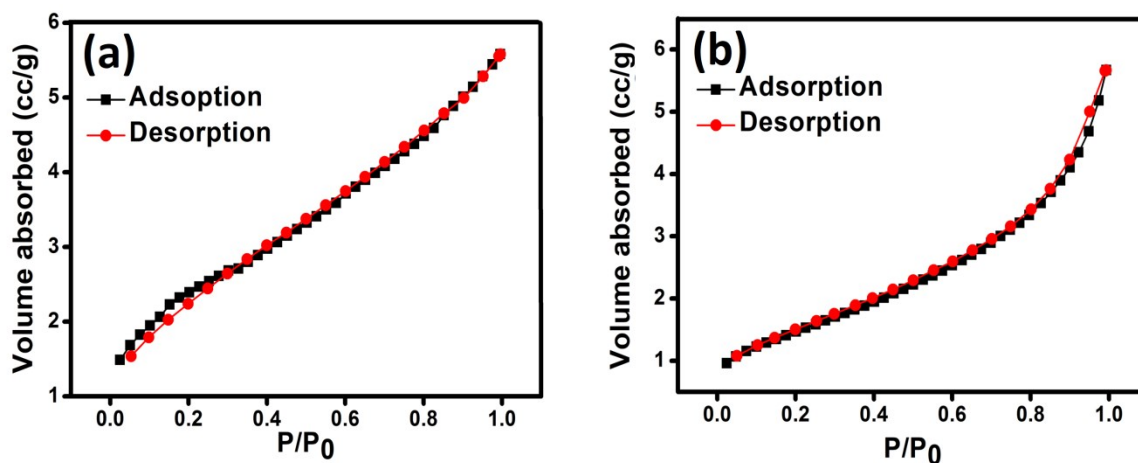 (a)
Adsoption
Desorption
Volume absorbed (cc/g)
6
5
4
3
2
1
0.0 0.2 0.4 0.6 0.8 1.0
P/P0
(b)
Adsorption
Desorption
Volume absorbed (cc/g)
6
5
4
3
2
1
0.0 0.2 0.4 0.6 0.8 1.0
P/P0